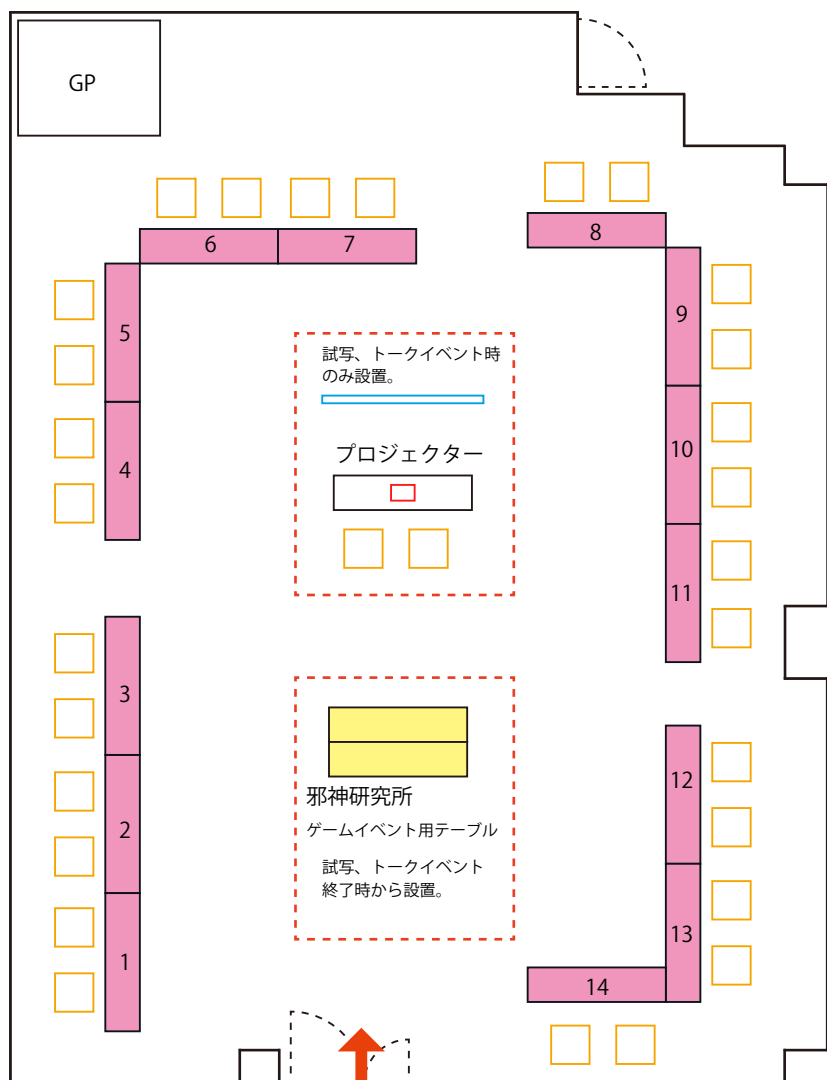 GP
6
7
8
5
9
試写、トークイベント時
のみ設置。
4
プロジェクター
10
11
3
12
邪神研究所
2
ゲームイベント用テーブル
試写、トークイベント
終了時から設置。
1
13
14